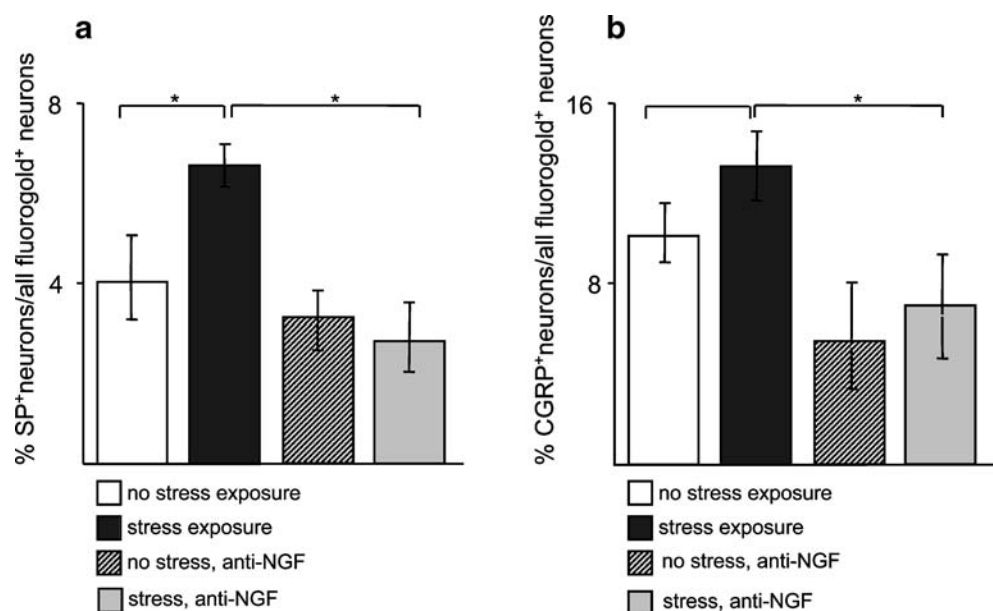 a
% SP⁺neurons/all fluorogold⁺ neurons
8
4
*
*
no stress exposure
stress exposure
no stress, anti-NGF
stress, anti-NGF
b
% CGRP⁺neurons/all fluorogold⁺ neurons
16
8
*
no stress exposure
stress exposure
no stress, anti-NGF
stress, anti-NGF